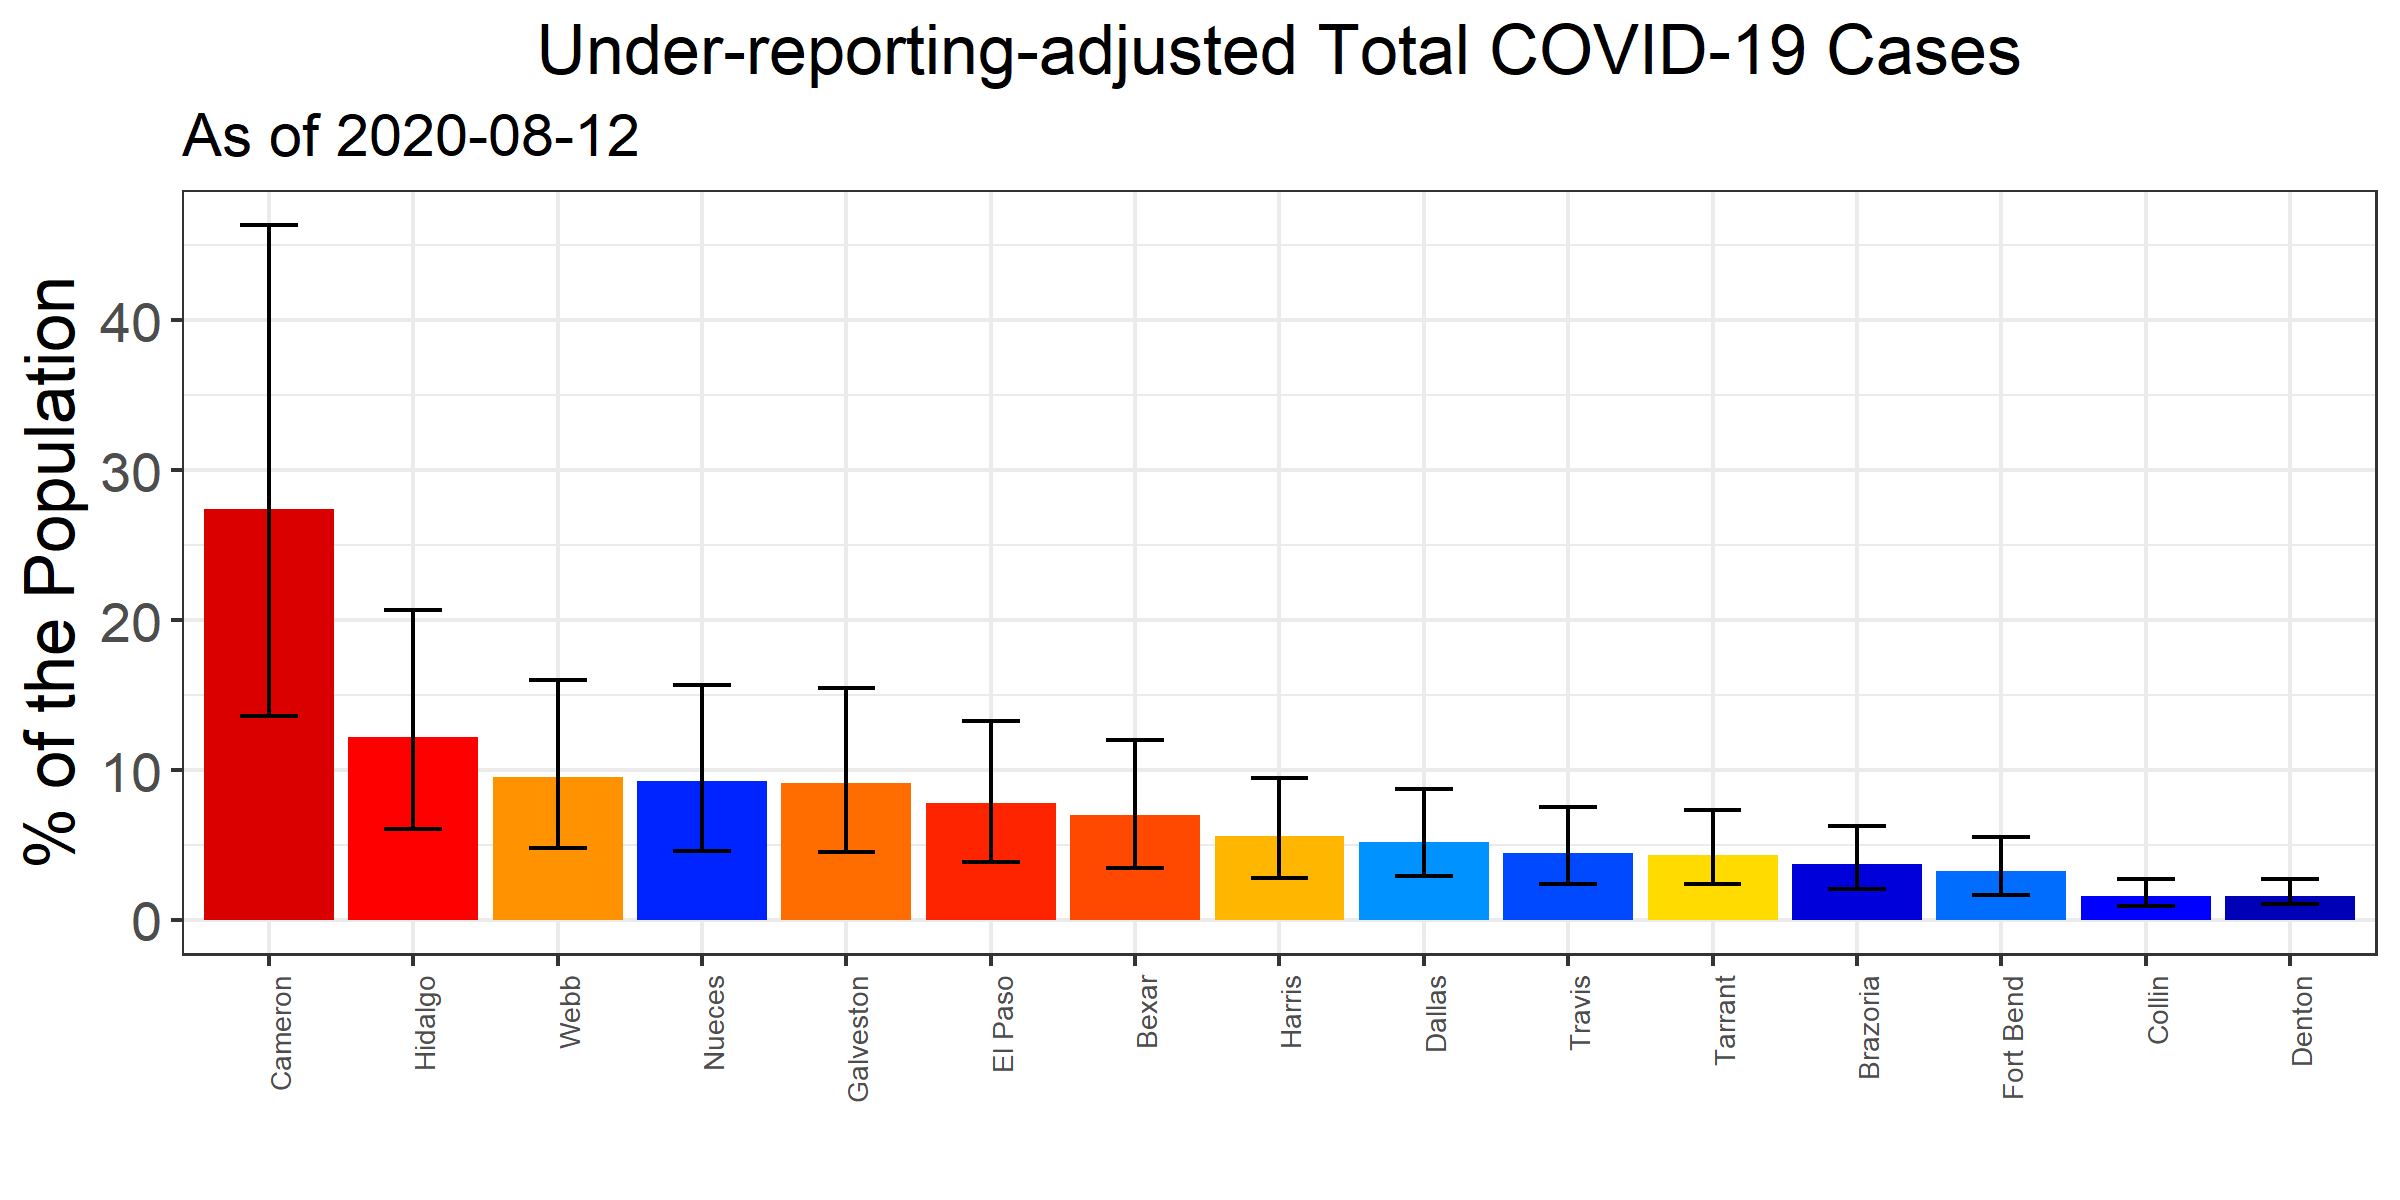 Under-reporting-adjusted Total COVID-19 Cases
As of 2020-08-12
% of the Population
40
30
20
10
0
Cameron
Hidalgo
Webb
Nueces
Galveston
El Paso
Bexar
Harris
Dallas
Travis
Tarrant
Brazoria
Fort Bend
Collin
Denton